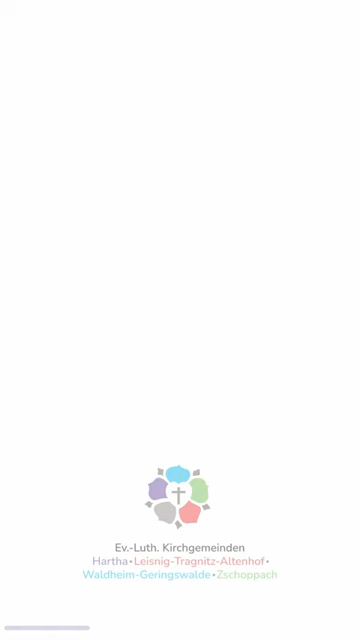 Ev.-Luth. Kirchgemeinden
Hartha•Leisnig-Tragnitz-Altenhof•
Waldheim-Geringswalde•Zschoppach